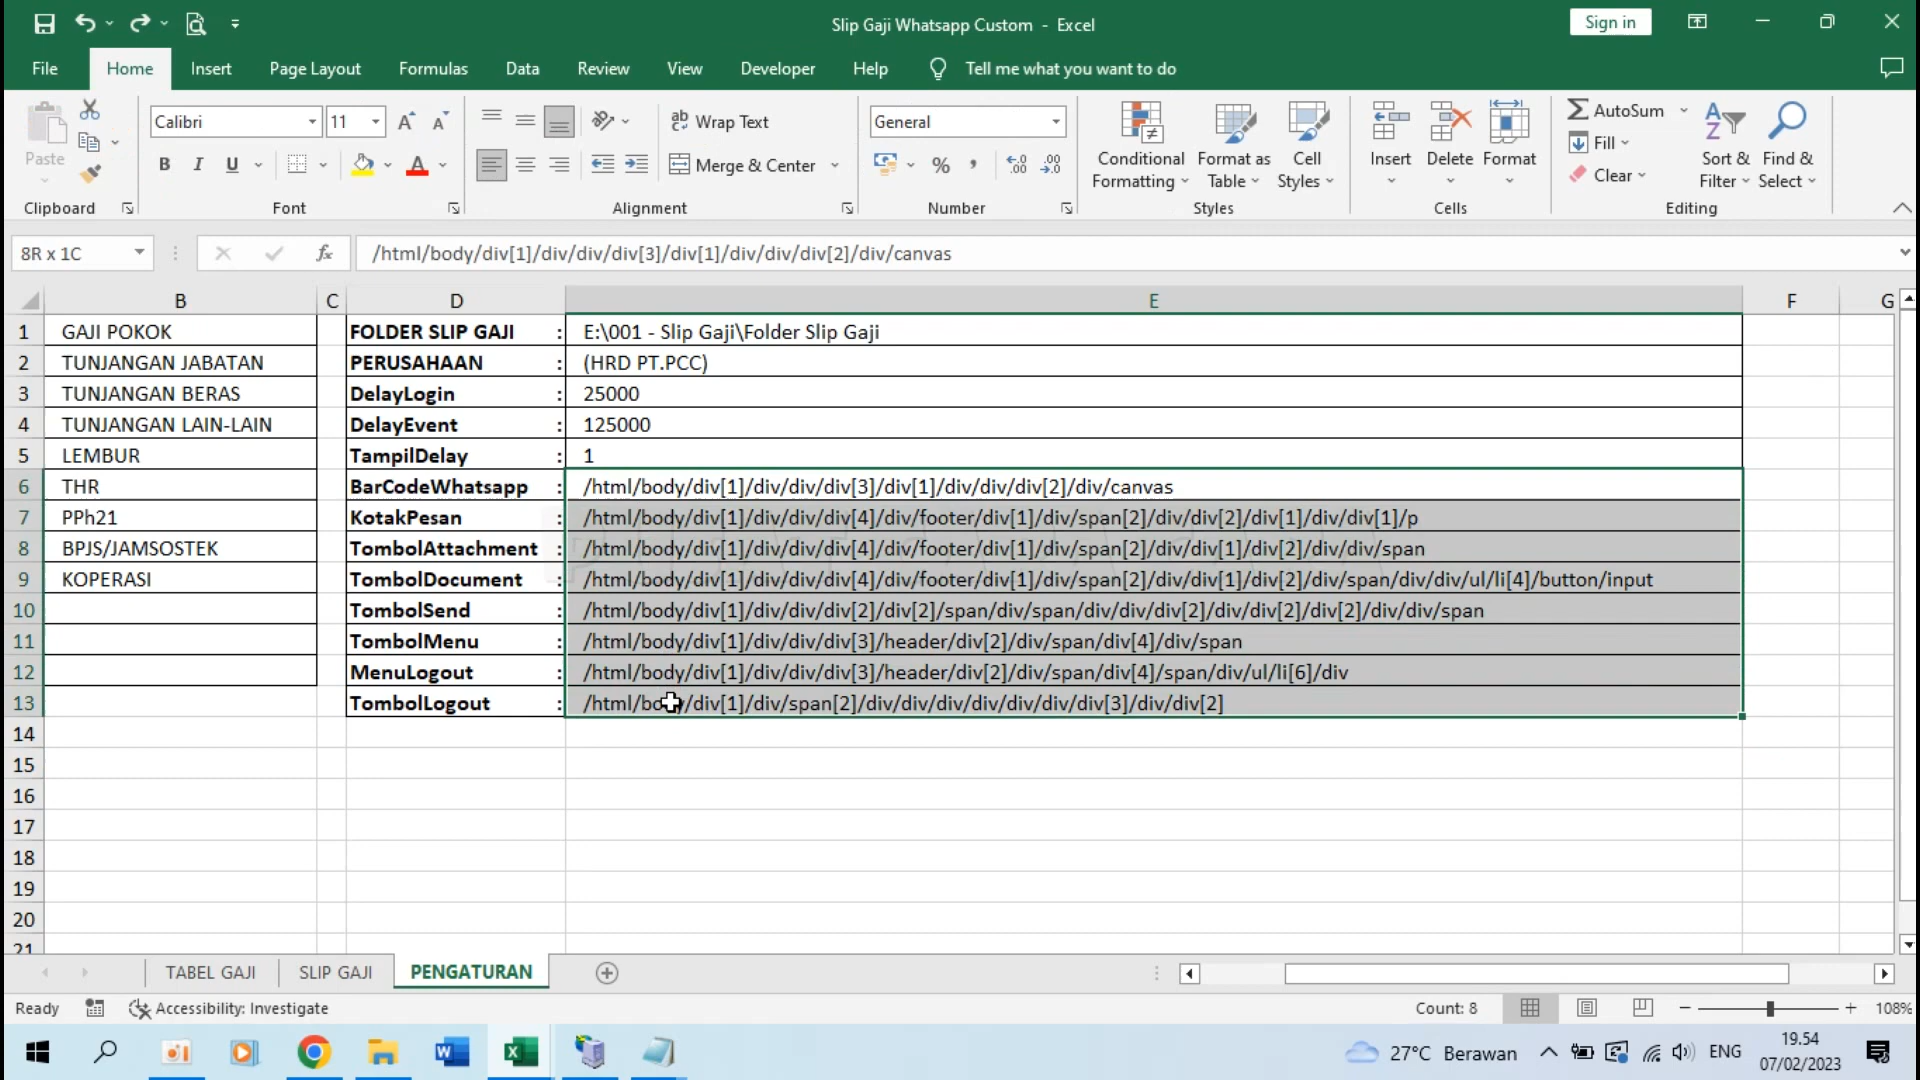 Slip Gaji Whatsapp Custom - Excel
Sign in
File Home Insert Page Layout Formulas Data Review View Developer Help Tell me what you want to do
Paste
Clipboard
Calibri 11
B I U
Font
Wrap Text
Merge & Center
Alignment
General
Number
Conditional Formatting
Format as Table
Cell Styles
Styles
Insert Delete Format
Cells
AutoSum
Fill
Clear
Sort & Filter
Find & Select
Editing
8R x 1C fx /html/body/div[1]/div/div/div[3]/div[1]/div/div/div[2]/div/canvas
B C D E F G
1 GAJI POKOK FOLDER SLIP GAJI : E:\001 - Slip Gaji\Folder Slip Gaji
2 TUNJANGAN JABATAN PERUSAHAAN : (HRD PT.PCC)
3 TUNJANGAN BERAS DelayLogin : 25000
4 TUNJANGAN LAIN-LAIN DelayEvent : 125000
5 LEMBUR TampilDelay : 1
6 THR BarCodeWhatsapp : /html/body/div[1]/div/div/div[3]/div[1]/div/div/div[2]/div/canvas
7 PPh21 KotakPesan : /html/body/div[1]/div/div/div[4]/div/footer/div[1]/div/span[2]/div/div[2]/div[1]/div/div[1]/p
8 BPJS/JAMSOSTEK TombolAttachment : /html/body/div[1]/div/div/div[4]/div/footer/div[1]/div/span[2]/div/div[1]/div[2]/div/div/span
9 KOPERASI TombolDocument : /html/body/div[1]/div/div/div[4]/div/footer/div[1]/div/span[2]/div/div[1]/div[2]/div/span/div/div/ul/li[4]/button/input
10 TombolSend : /html/body/div[1]/div/div/div[2]/div[2]/span/div/span/div/div/div[2]/div/div[2]/div[2]/div/div/span
11 TombolMenu : /html/body/div[1]/div/div/div[3]/header/div[2]/div/span/div[4]/div/span
12 MenuLogout : /html/body/div[1]/div/div/div[3]/header/div[2]/div/span/div[4]/span/div/ul/li[6]/div
13 TombolLogout : /html/body/div[1]/div/span[2]/div/div/div/div/div/div/div[3]/div/div[2]
14
15
16
17
18
19
20
21
TABEL GAJI SLIP GAJI PENGATURAN
Ready Accessibility: Investigate Count: 8 108%
27°C Berawan ENG 19.54
07/02/2023